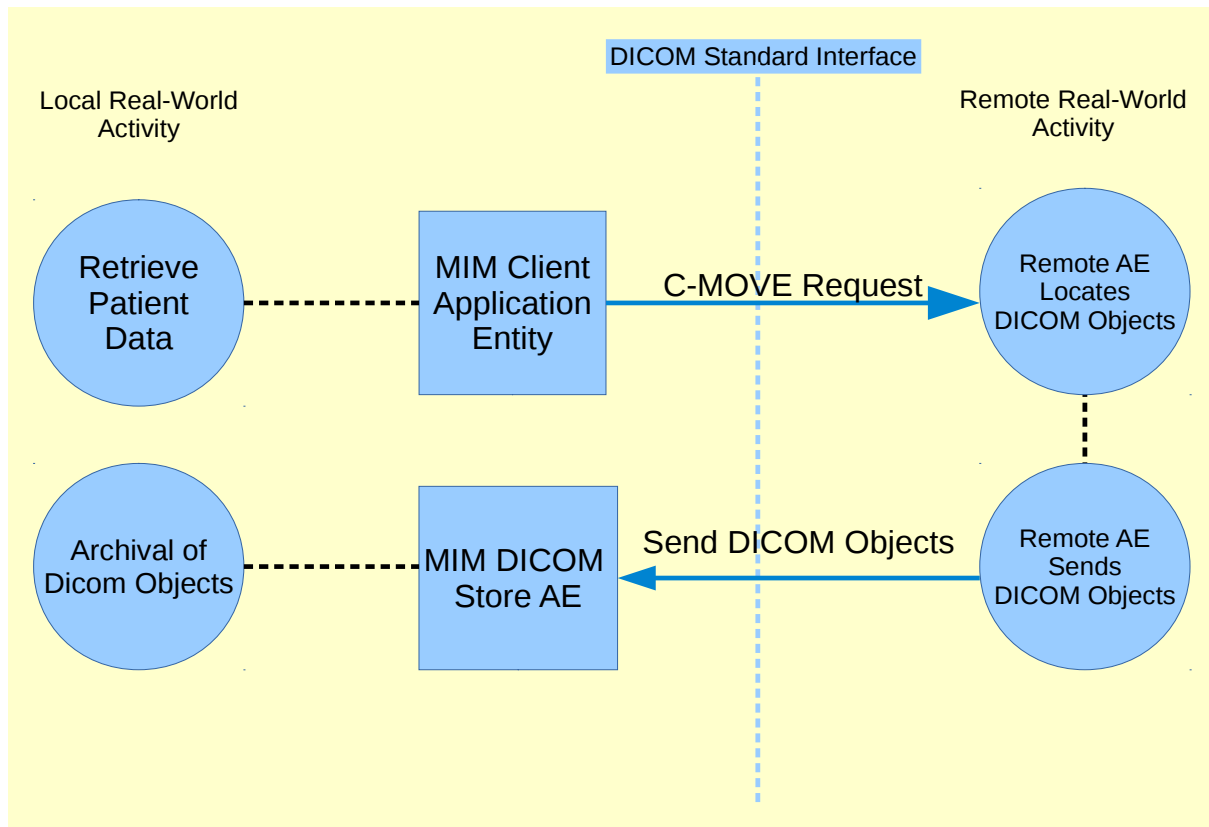 DICOM Standard Interface
Local Real-World
Activity
Remote Real-World
Activity
Retrieve
Patient
Data
MIM Client
Application
Entity
C-MOVE Request
Remote AE
Locates
DICOM Objects
Archival of
Dicom Objects
MIM DICOM
Store AE
Send DICOM Objects
Remote AE
Sends
DICOM Objects